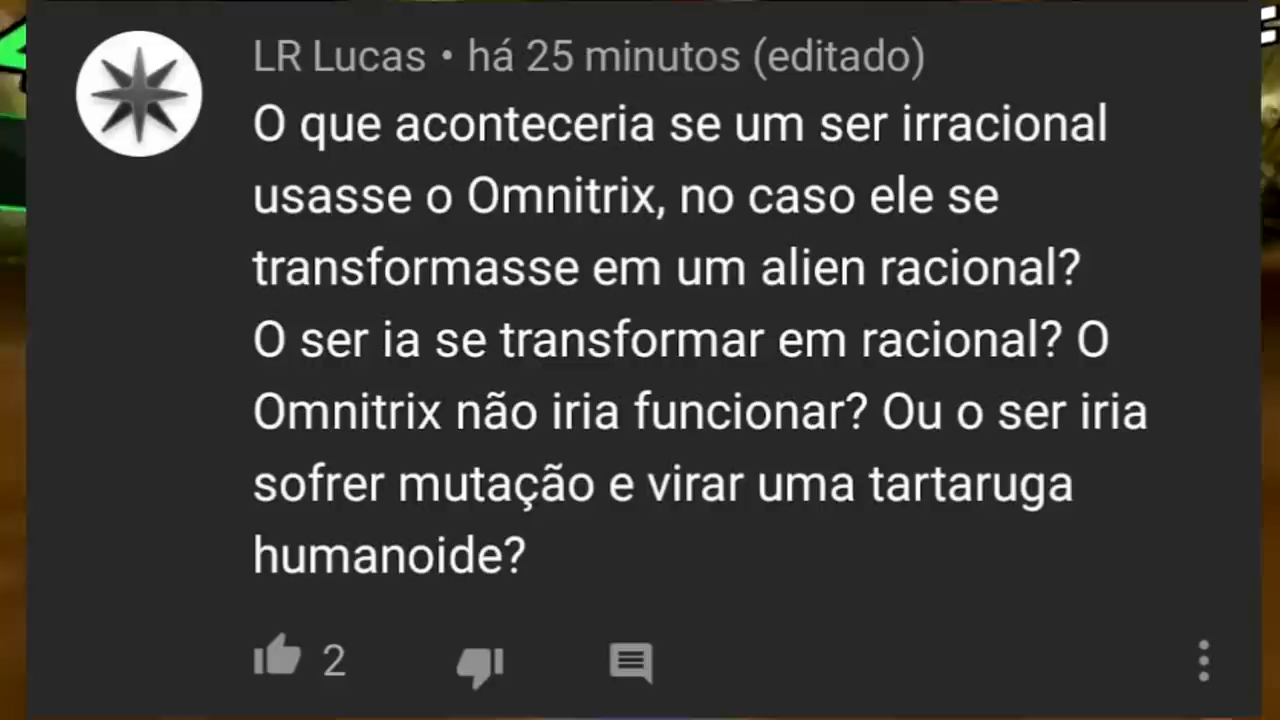 LR Lucas • há 25 minutos (editado)
O que aconteceria se um ser irracional
usasse o Omnitrix, no caso ele se
transformasse em um alien racional?
O ser ia se transformar em racional? O
Omnitrix não iria funcionar? Ou o ser iria
sofrer mutação e virar uma tartaruga
humanoide?
2